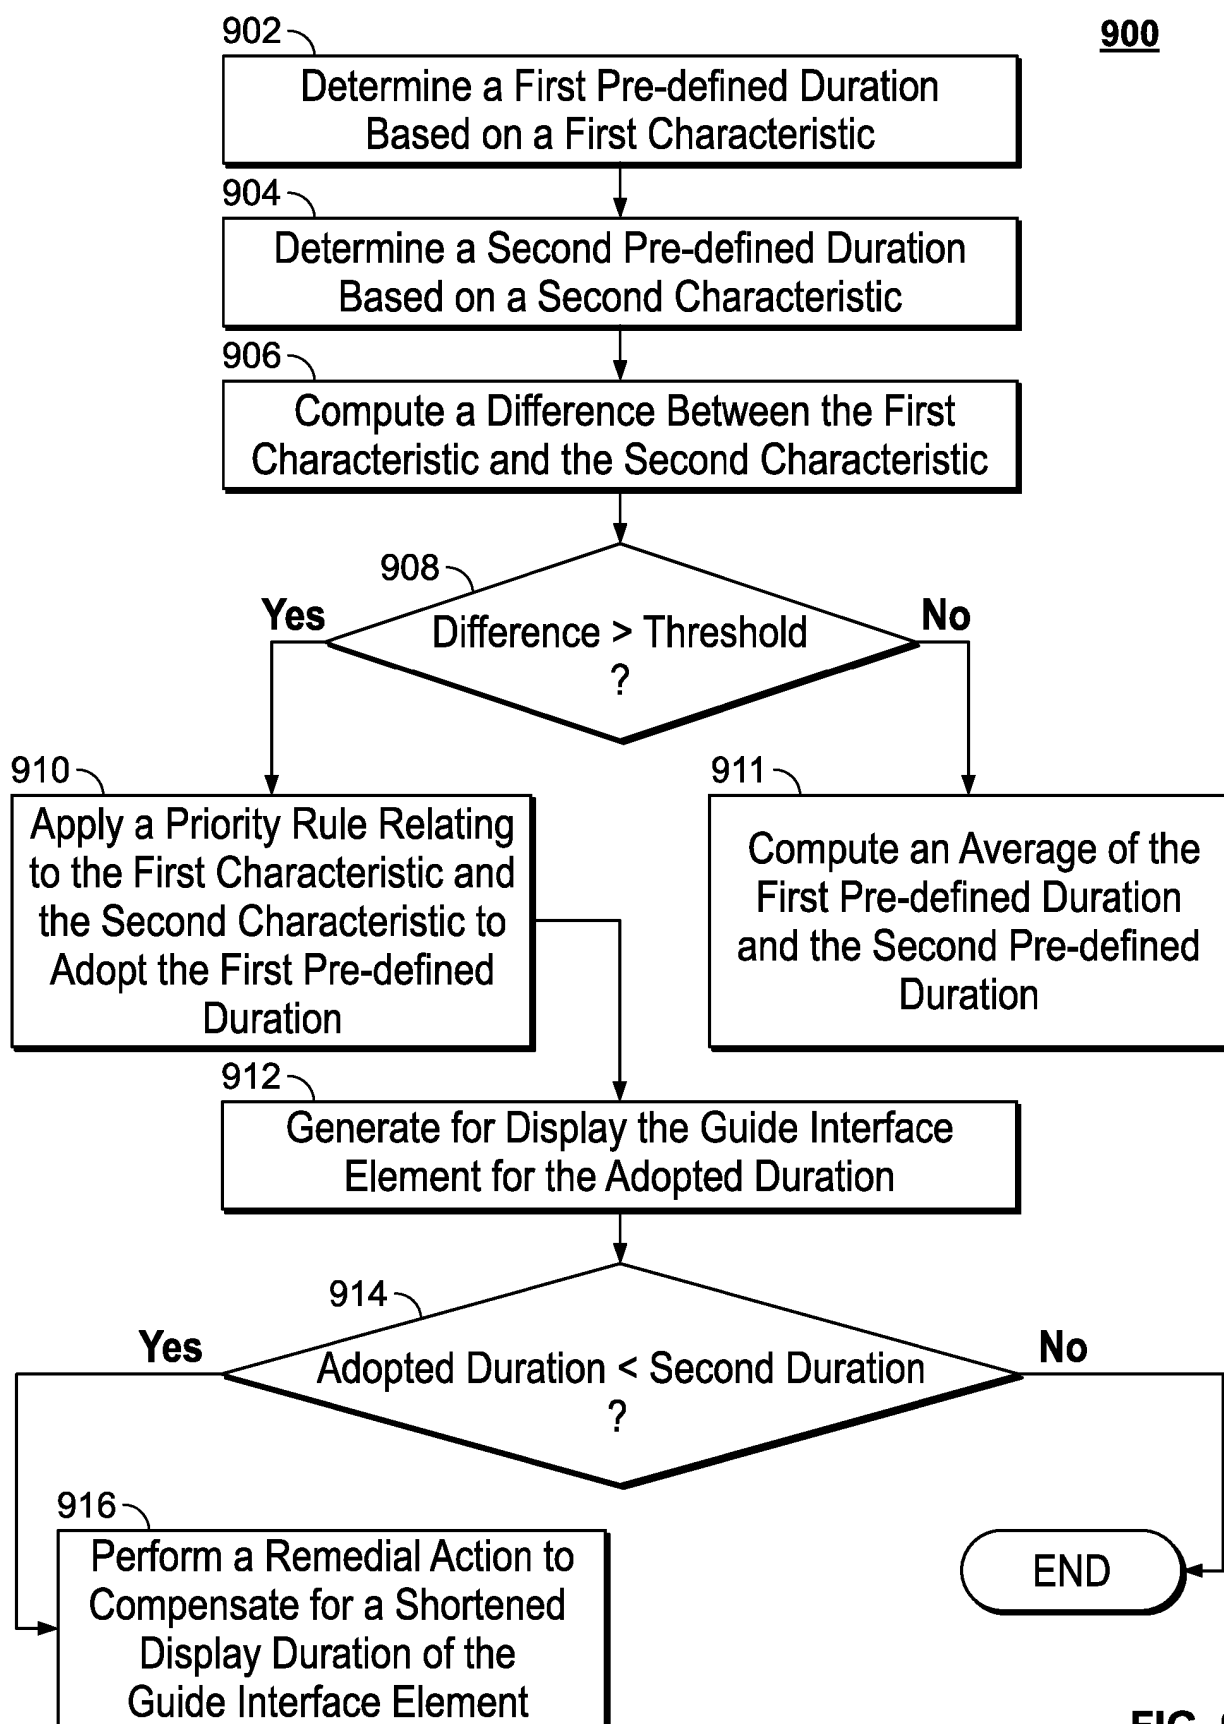 902
900
Determine a First Pre-defined Duration
Based on a First Characteristic
904
Determine a Second Pre-defined Duration
Based on a Second Characteristic
906
Compute a Difference Between the First
Characteristic and the Second Characteristic
908
Yes
No
Difference > Threshold
?
910
911
Apply a Priority Rule Relating
to the First Characteristic and
the Second Characteristic to
Adopt the First Pre-defined
Duration
Compute an Average of the
First Pre-defined Duration
and the Second Pre-defined
Duration
912
Generate for Display the Guide Interface
Element for the Adopted Duration
914
Yes
No
Adopted Duration < Second Duration
?
916
Perform a Remedial Action to
Compensate for a Shortened
Display Duration of the
Guide Interface Element
END
FIG.